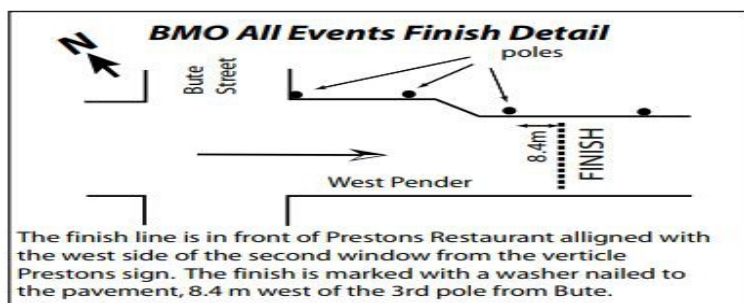 BMO All Events Finish Detail
N
poles
Bute
Street
8.4m
FINISH
West Pender
The finish line is in front of Prestons Restaurant alligned with
the west side of the second window from the verticle
Prestons sign. The finish is marked with a washer nailed to
the pavement, 8.4 m west of the 3rd pole from Bute.